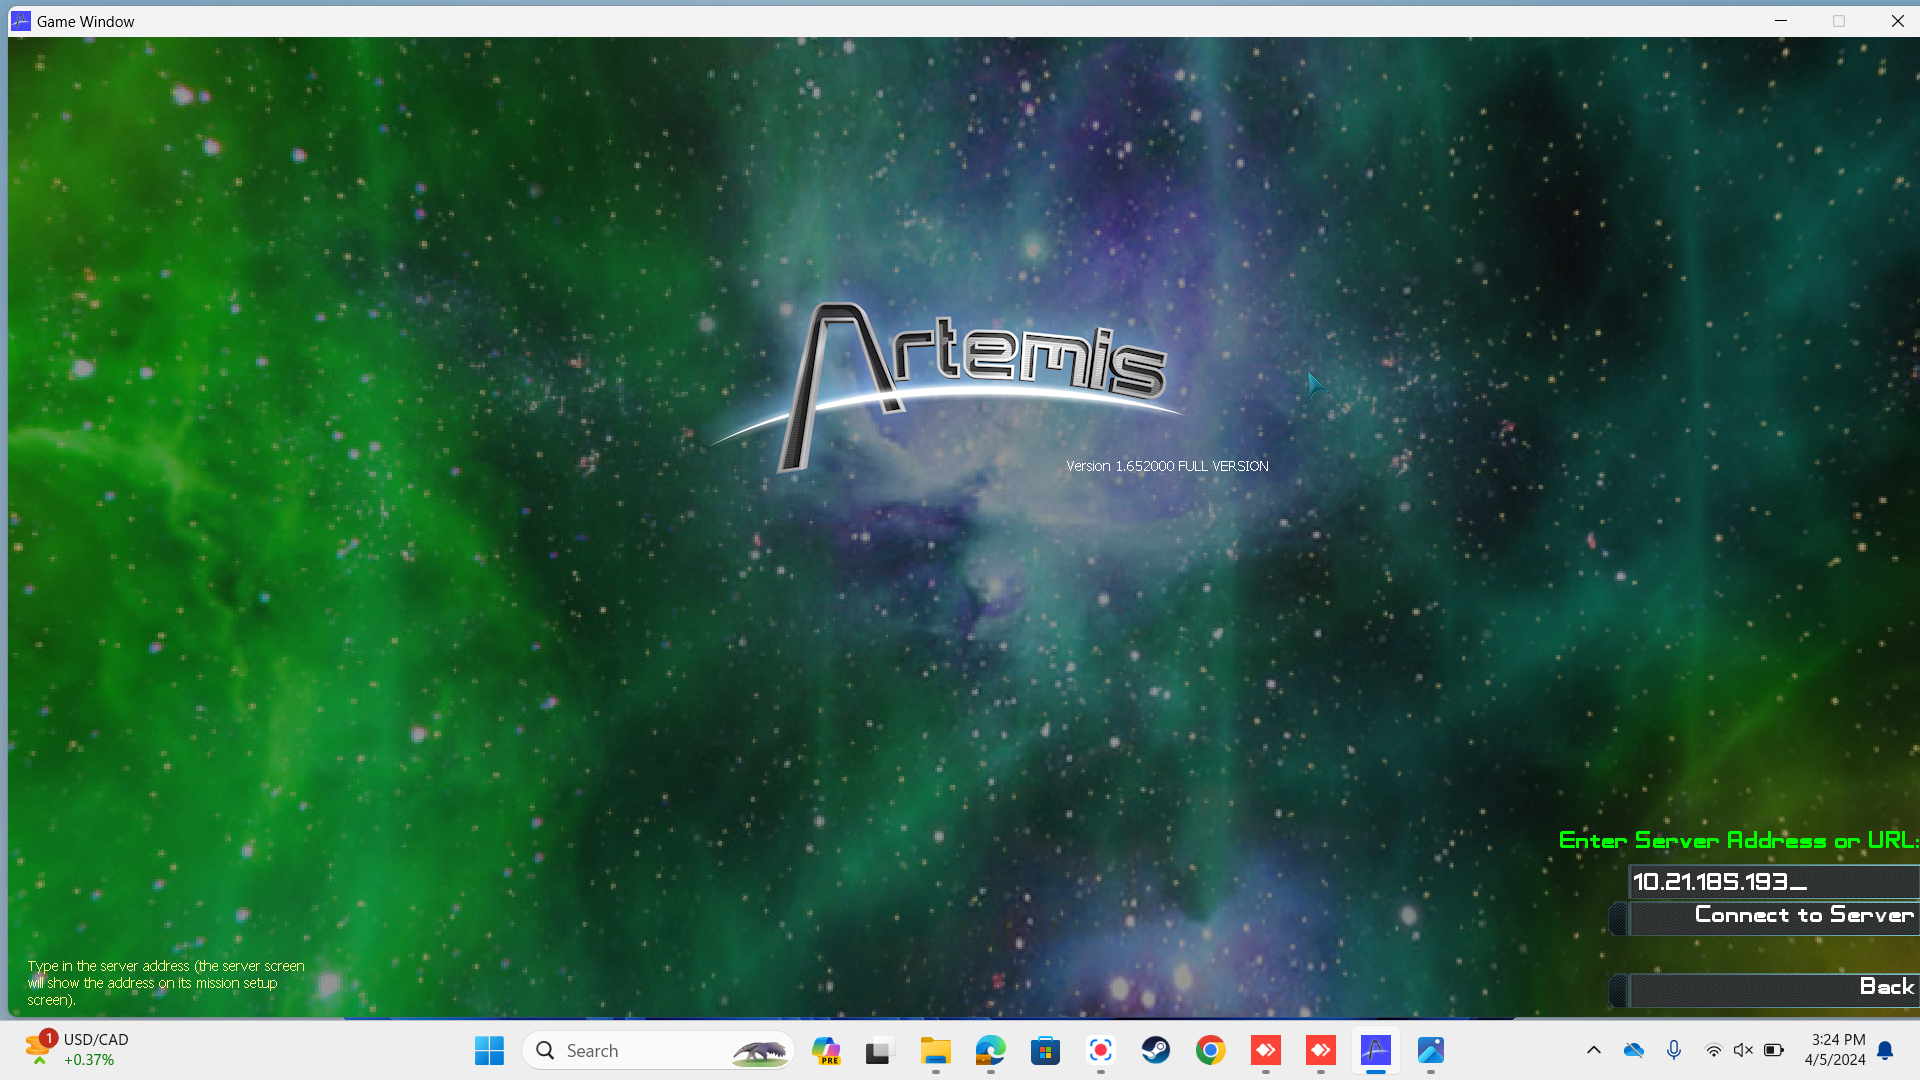 Game Window
Artemis
Version 1.652000 FULL VERSION
Enter Server Address or URL:
10.21.185.193_
Connect to Server
Back
Type in the server address (the server screen
will show the address on its mission setup
screen).
1
USD/CAD
+0.37%
Search
PRE
3:24 PM
4/5/2024